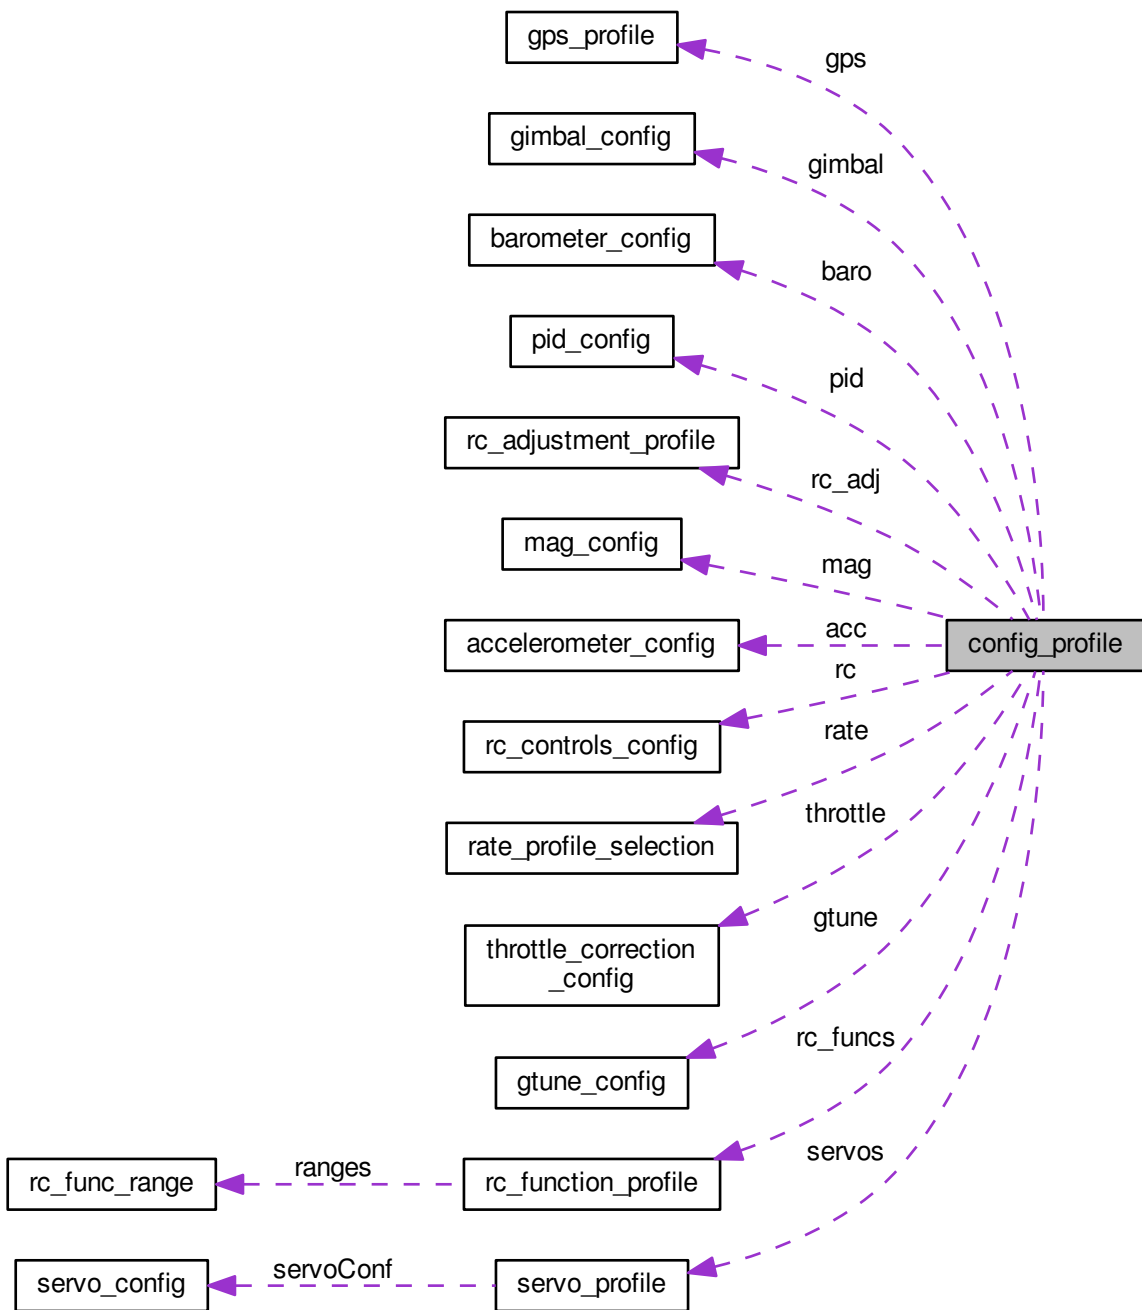 gps_profile
gps
gimbal_config
gimbal
barometer_config
baro
pid_config
pid
rc_adjustment_profile
rc_adj
mag_config
mag
accelerometer_config
acc
config_profile
rc
rc_controls_config
rate
rate_profile_selection
throttle
throttle_correction
_config
gtune
gtune_config
rc_funcs
rc_func_range
ranges
rc_function_profile
servos
servo_config
servoConf
servo_profile